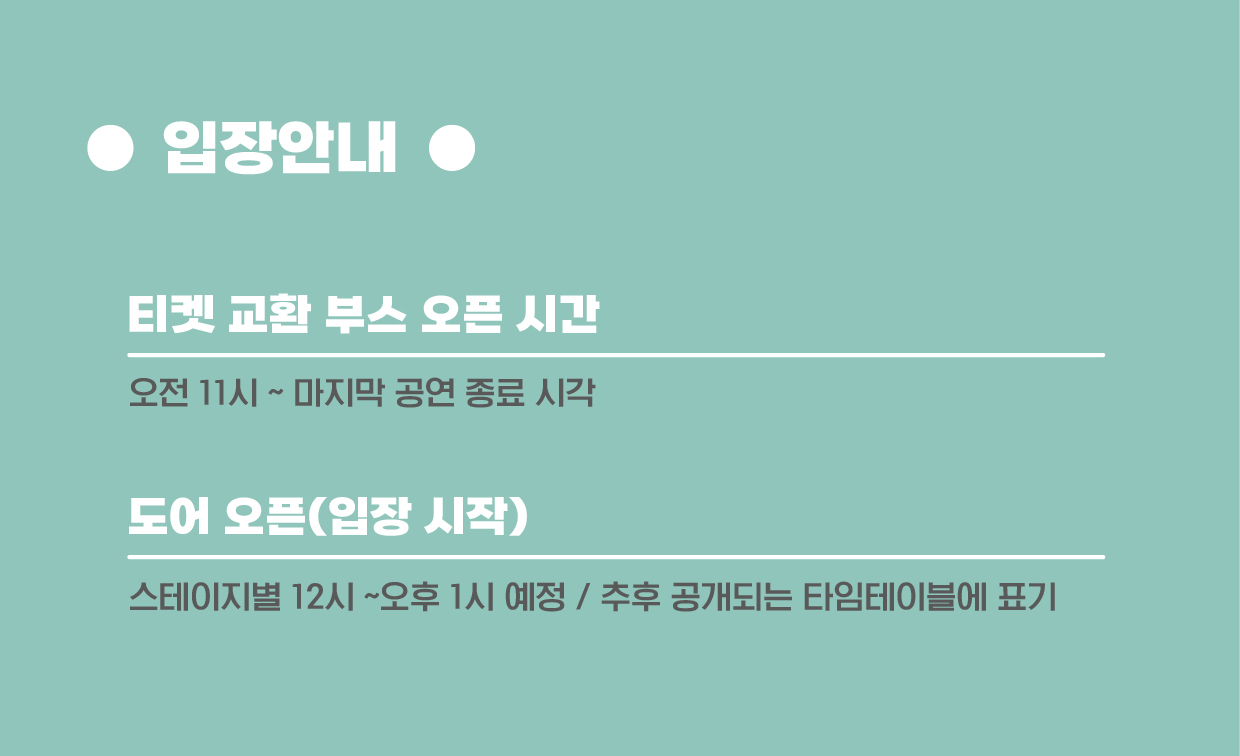 ● 입장안내 ●
티켓 교환 부스 오픈 시간
오전 11시 ~ 마지막 공연 종료 시각
도어 오픈(입장 시작)
스테이지별 12시 ~오후 1시 예정 / 추후 공개되는 타임테이블에 표기